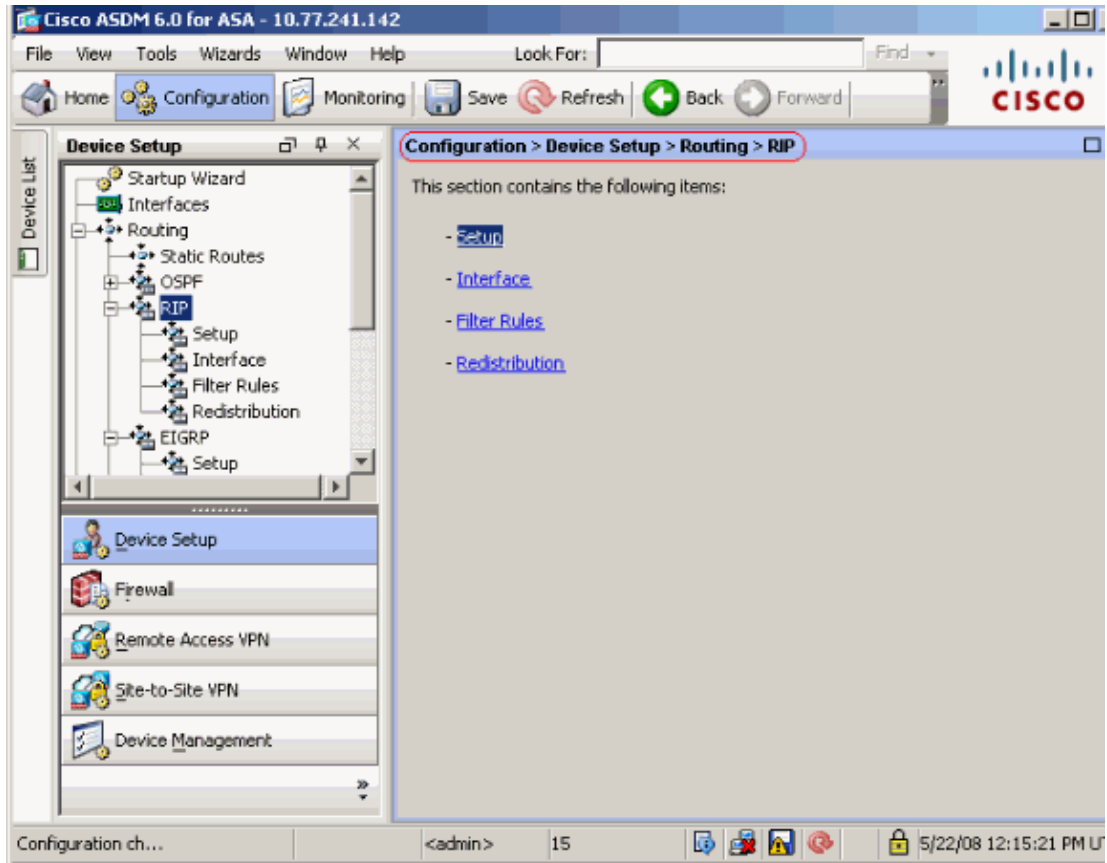 Cisco ASDM 6.0 for ASA - 10.77.241.142
File View Tools Wizards Window Help Look For: Find
Home Configuration Monitoring Save Refresh Back Forward
CISCO
Device List
Device Setup
Startup Wizard
Interfaces
Routing
Static Routes
OSPF
RIP
Setup
Interface
Filter Rules
Redistribution
EIGRP
Setup
Device Setup
Firewall
Remote Access VPN
Site-to-Site VPN
Device Management
Configuration > Device Setup > Routing > RIP
This section contains the following items:
- Setup
- Interface
- Filter Rules
- Redistribution
Configuration ch... <admin> 15 5/22/08 12:15:21 PM U